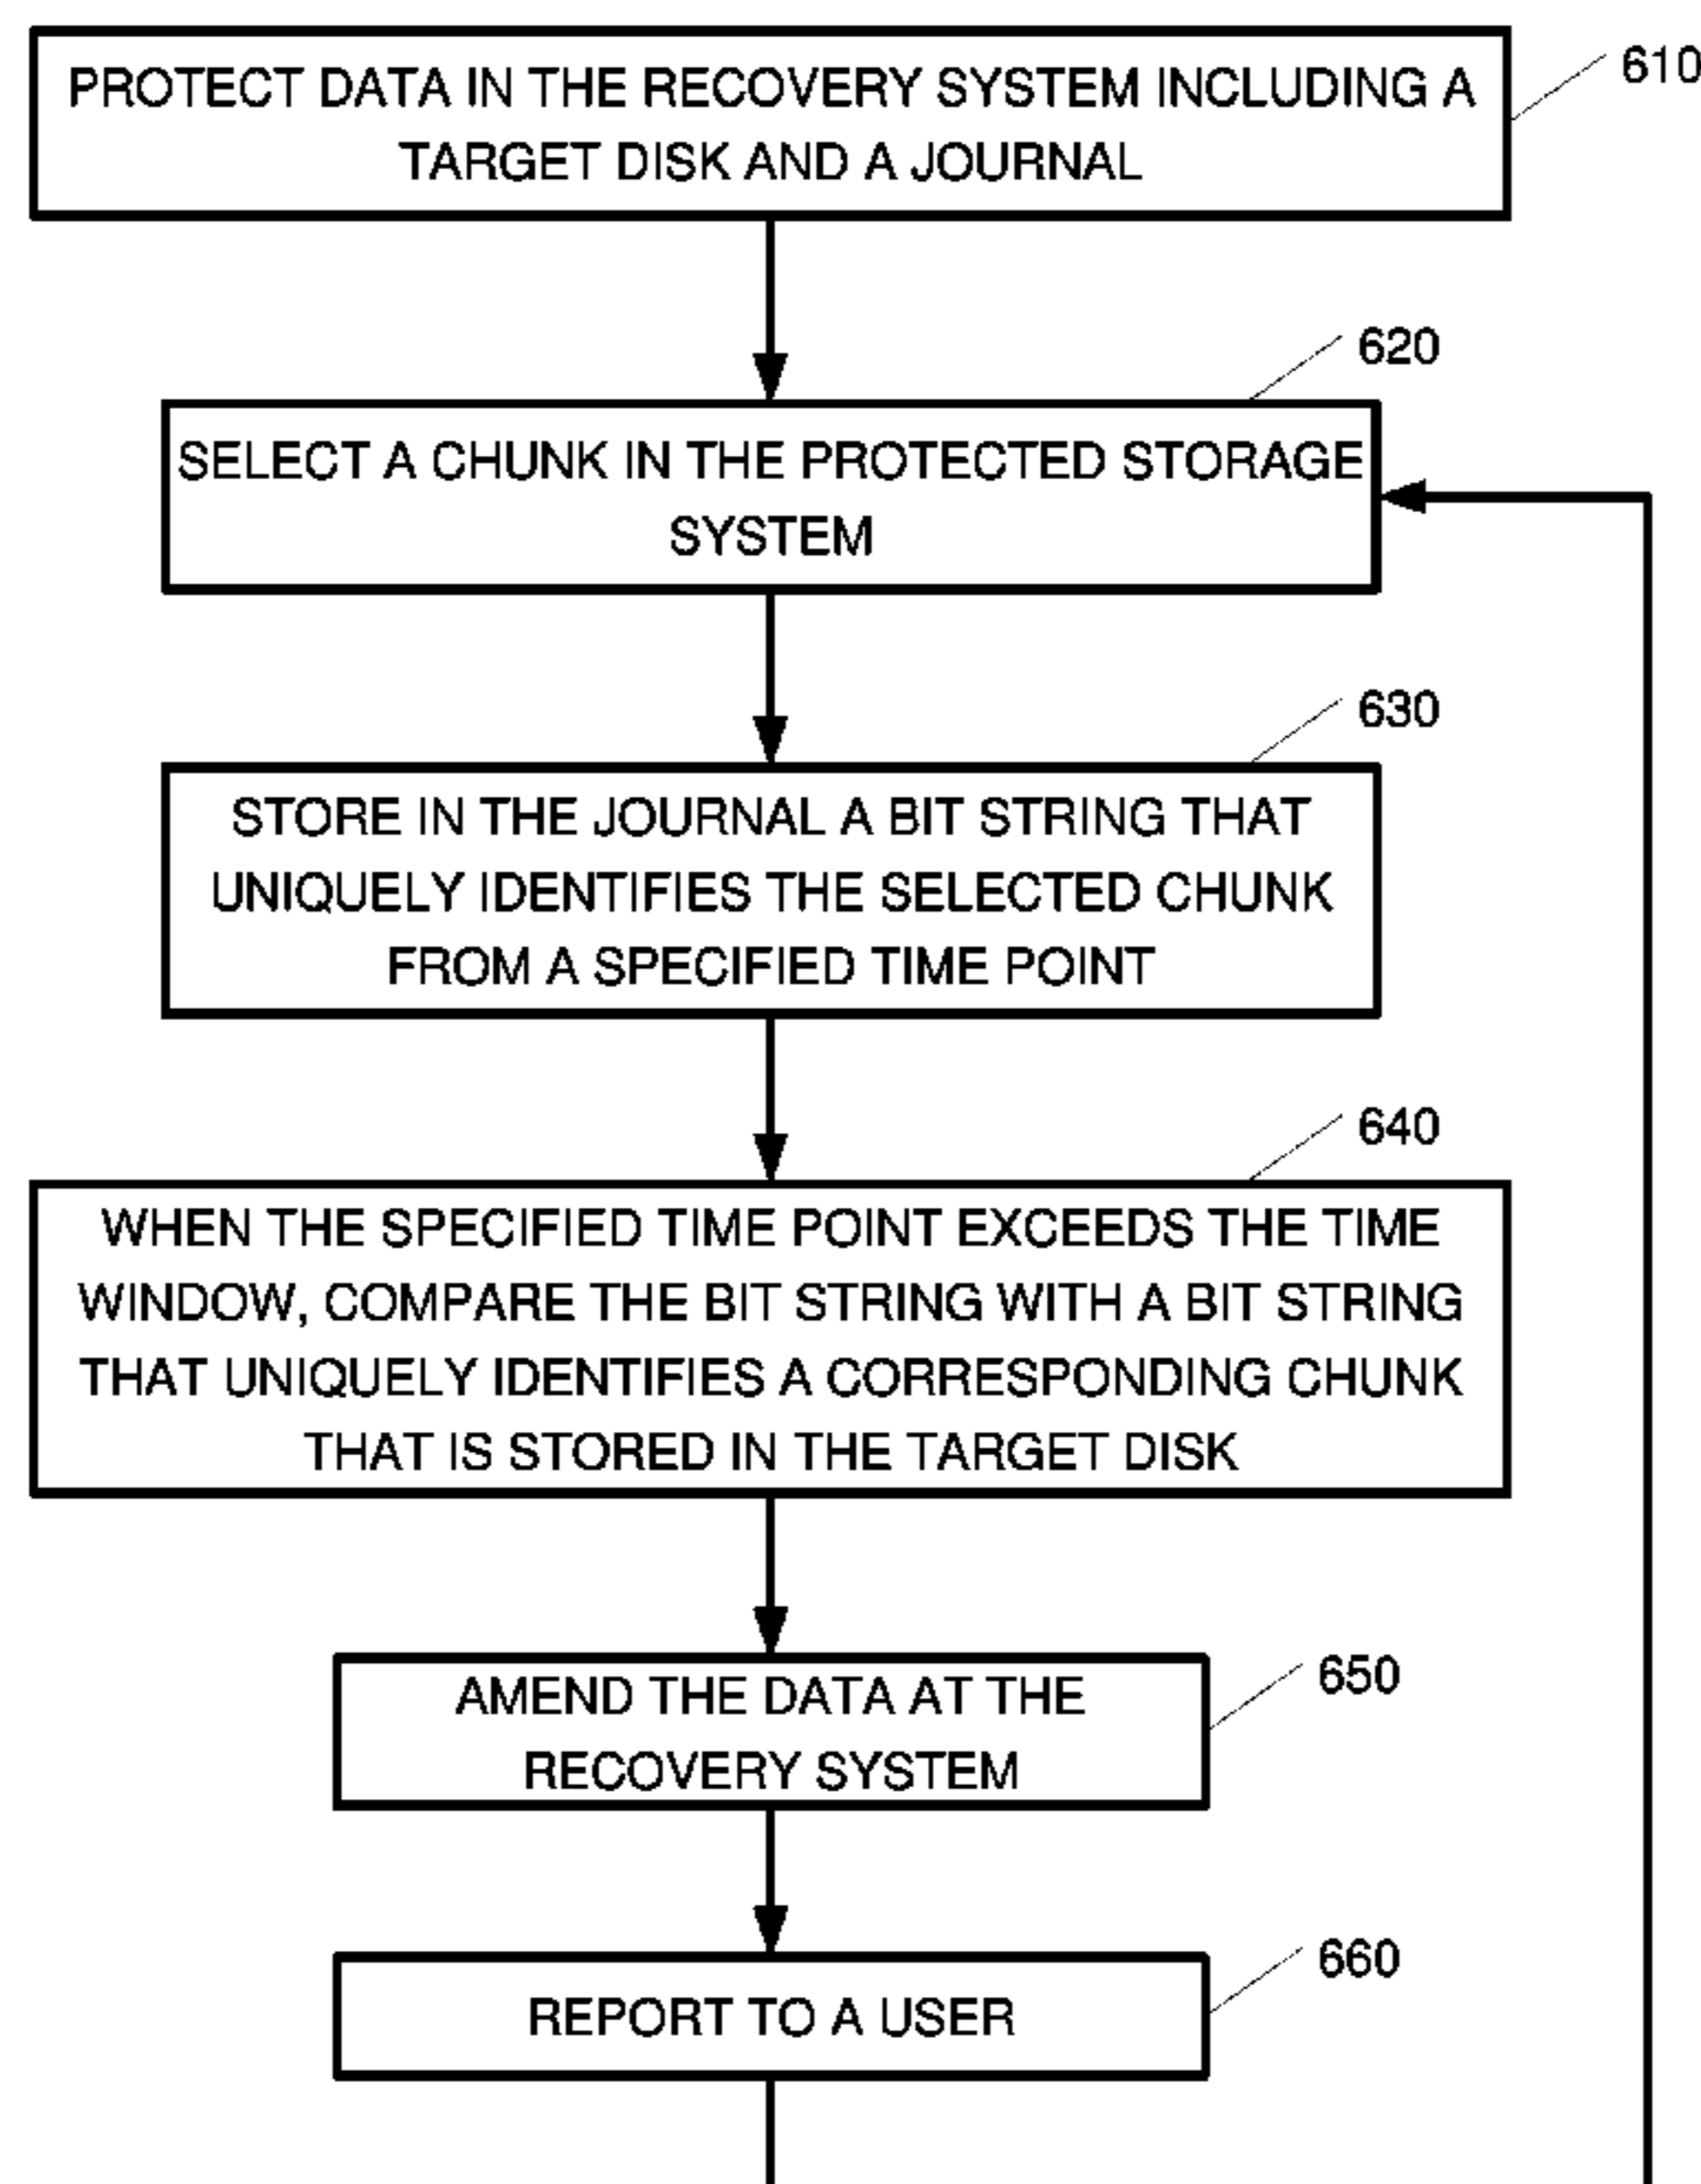 PROTECT DATA IN THE RECOVERY SYSTEM INCLUDING A
TARGET DISK AND A JOURNAL
610
620
SELECT A CHUNK IN THE PROTECTED STORAGE
SYSTEM
630
STORE IN THE JOURNAL A BIT STRING THAT
UNIQUELY IDENTIFIES THE SELECTED CHUNK
FROM A SPECIFIED TIME POINT
640
WHEN THE SPECIFIED TIME POINT EXCEEDS THE TIME
WINDOW, COMPARE THE BIT STRING WITH A BIT STRING
THAT UNIQUELY IDENTIFIES A CORRESPONDING CHUNK
THAT IS STORED IN THE TARGET DISK
650
AMEND THE DATA AT THE
RECOVERY SYSTEM
660
REPORT TO A USER